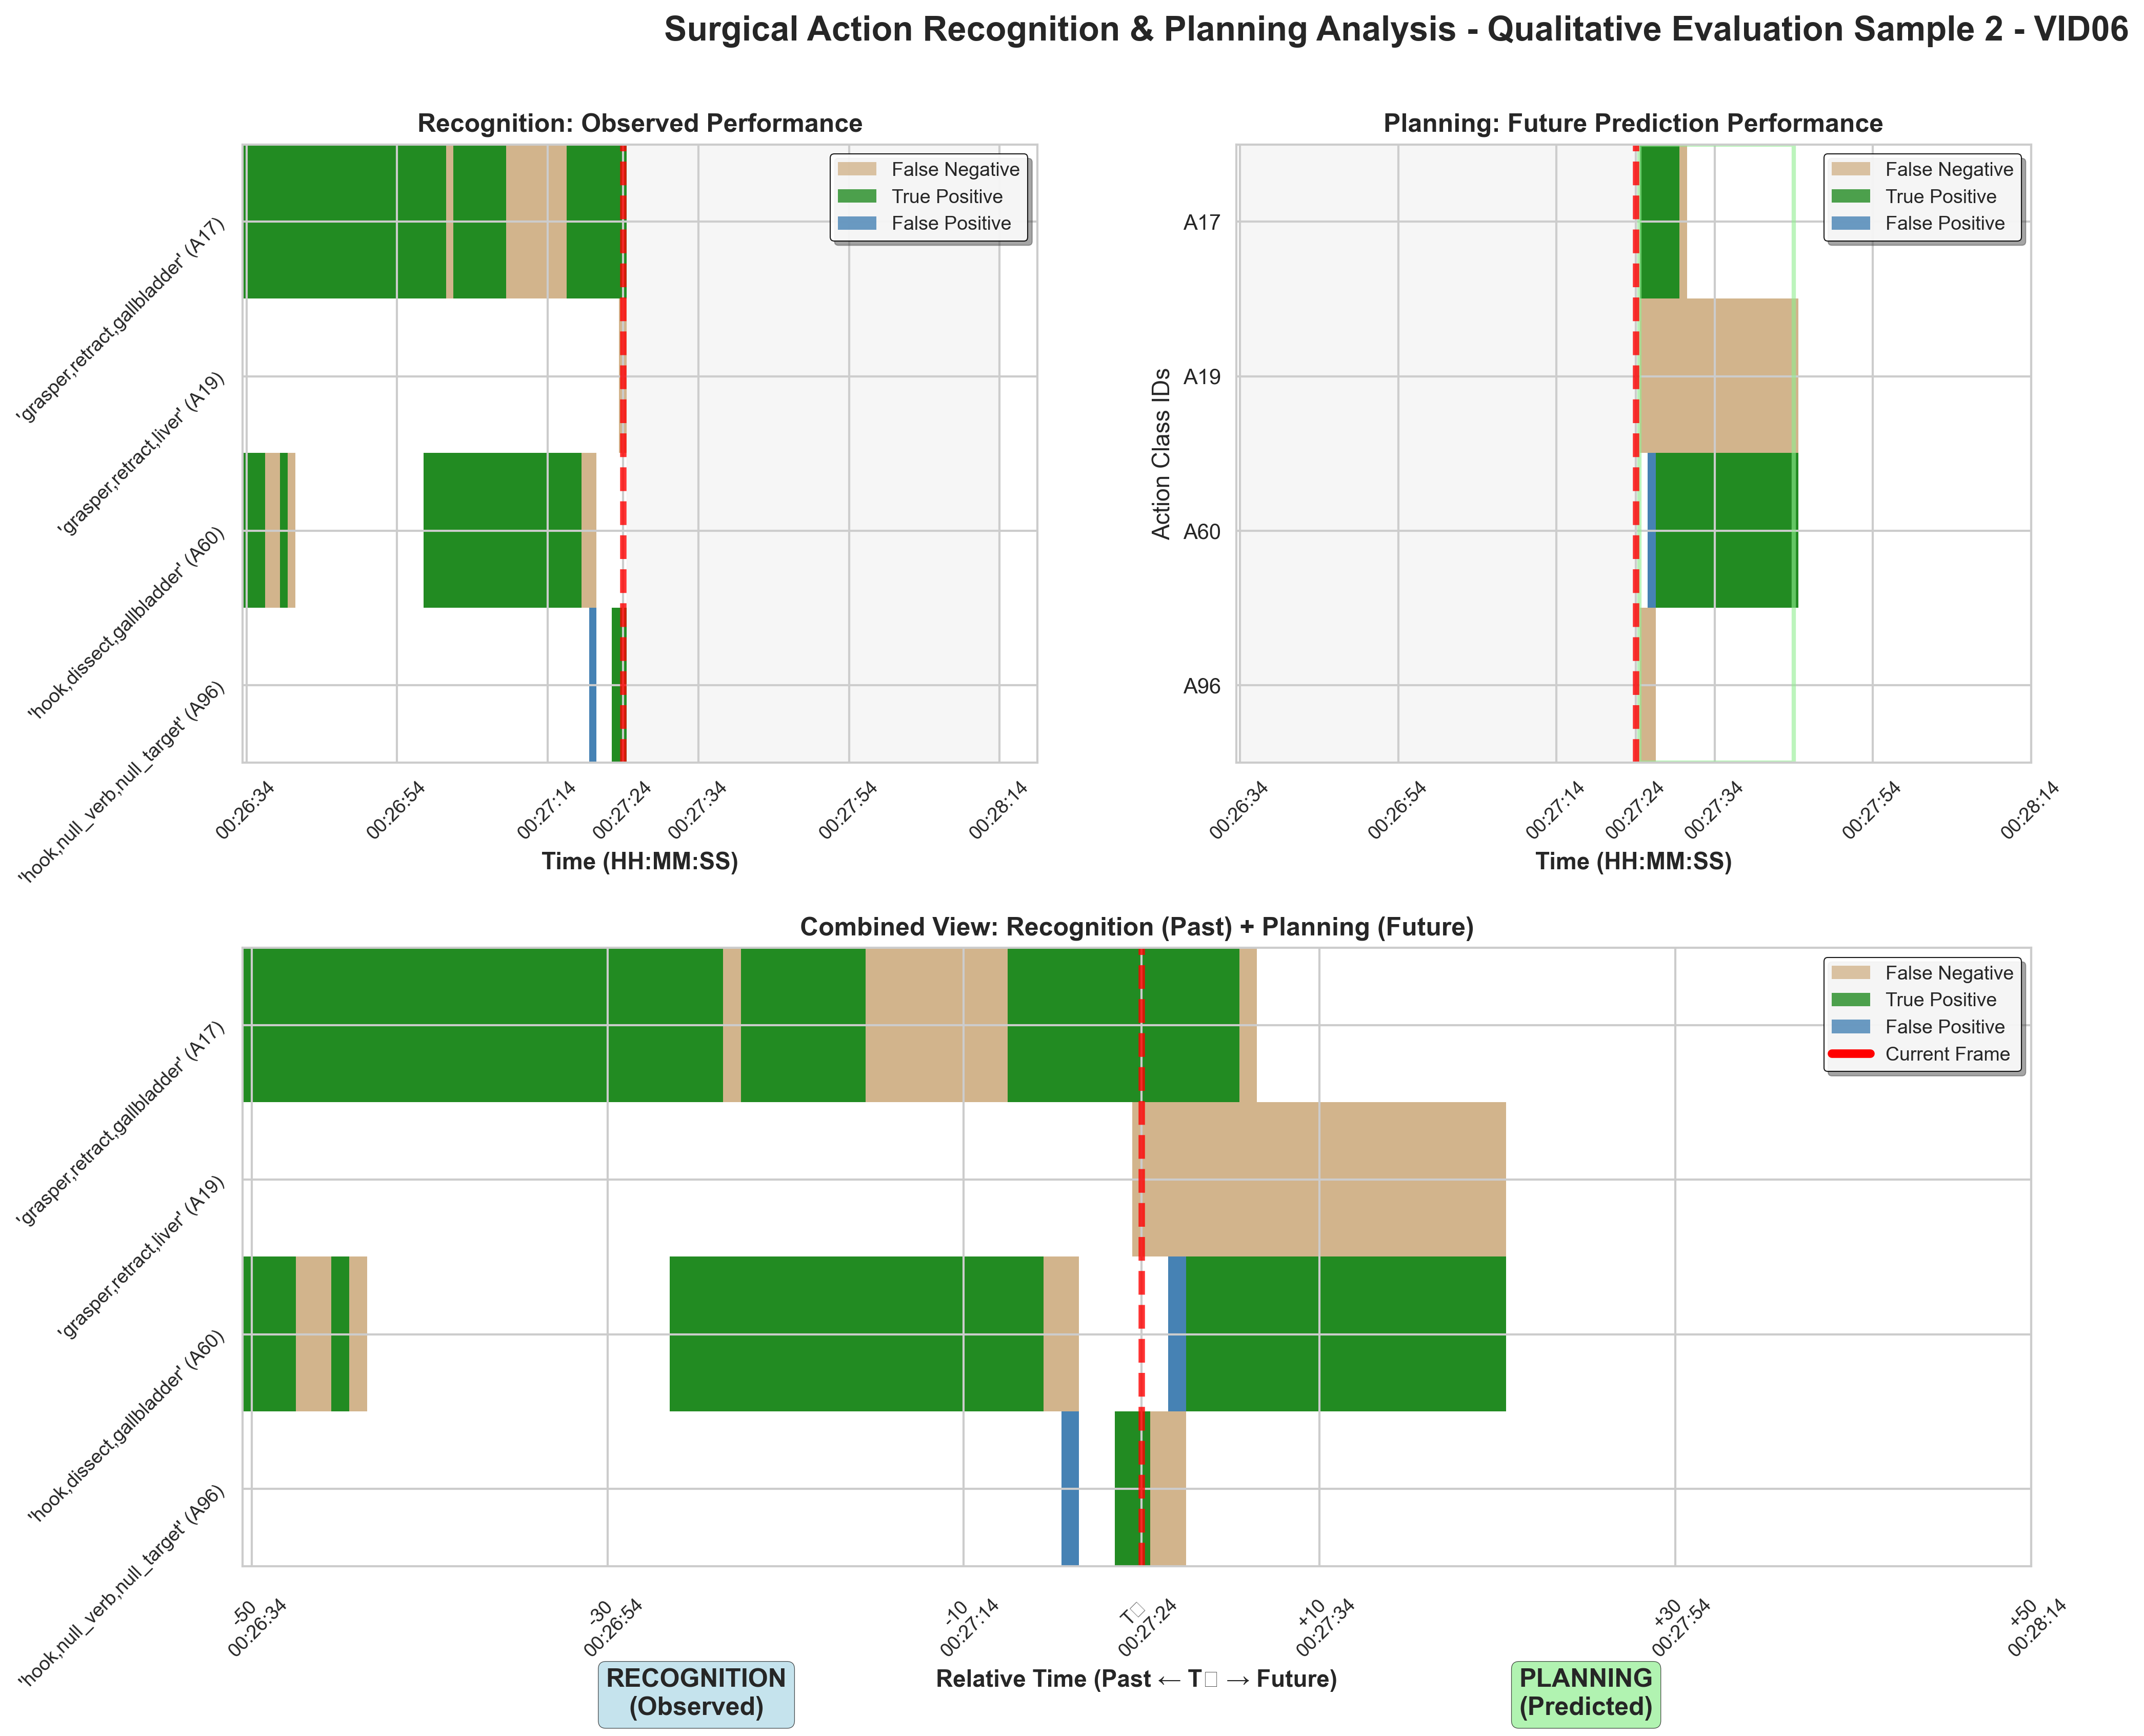 Surgical Action Recognition & Planning Analysis - Qualitative Evaluation Sample 2 - VID06
Recognition: Observed Performance
False Negative
True Positive
False Positive
'grasper,retract,gallbladder' (A17)
'grasper,retract,liver' (A19)
'hook,dissect,gallbladder' (A60)
'hook,null_verb,null_target' (A96)
00:26:34
00:26:54
00:27:14
00:27:24
00:27:34
00:27:54
00:28:14
Time (HH:MM:SS)
Planning: Future Prediction Performance
False Negative
True Positive
False Positive
Action Class IDs
A17
A19
A60
A96
00:26:34
00:26:54
00:27:14
00:27:24
00:27:34
00:27:54
00:28:14
Time (HH:MM:SS)
Combined View: Recognition (Past) + Planning (Future)
False Negative
True Positive
False Positive
Current Frame
'grasper,retract,gallbladder' (A17)
'grasper,retract,liver' (A19)
'hook,dissect,gallbladder' (A60)
'hook,null_verb,null_target' (A96)
-50
00:26:34
-30
00:26:54
-10
00:27:14
T□
00:27:24
+10
00:27:34
+30
00:27:54
+50
00:28:14
Relative Time (Past ← T□ → Future)
RECOGNITION
(Observed)
PLANNING
(Predicted)